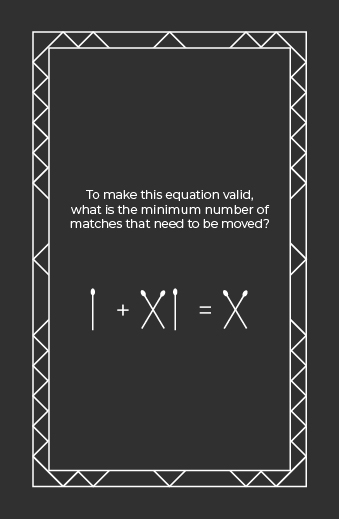 To make this equation valid,
what is the minimum number of
matches that need to be moved?
I + XI = X